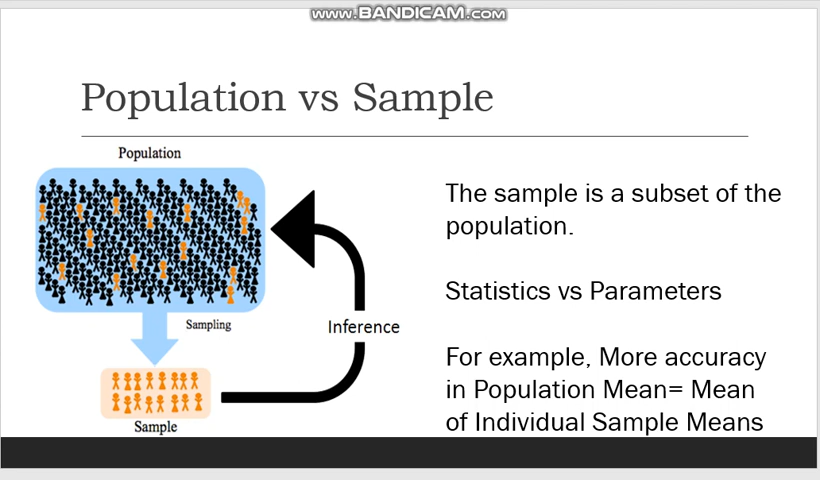 www.BANDICAM.com
Population vs Sample
Population
Sampling
Sample
Inference
The sample is a subset of the
population.
Statistics vs Parameters
For example, More accuracy
in Population Mean= Mean
of Individual Sample Means